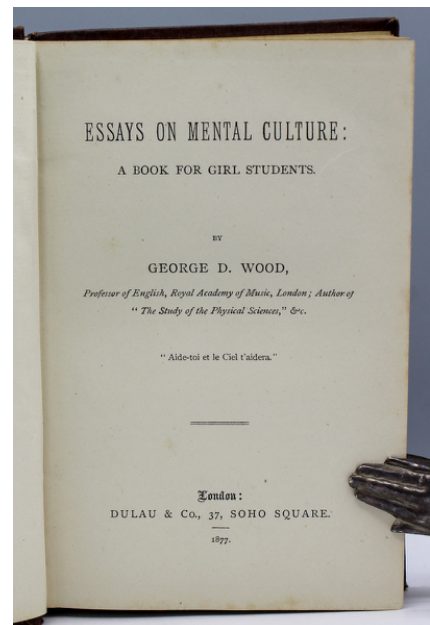 ESSAYS ON MENTAL CULTURE:
A BOOK FOR GIRL STUDENTS.
BY
GEORGE D. WOOD,
Professor of English, Royal Academy of Music, London; Author of
“ The Study of the Physical Sciences,” &c.
“ Aide-toi et le Ciel t’aidera.”
London:
DULAU & Co., 37, SOHO SQUARE.
1877.